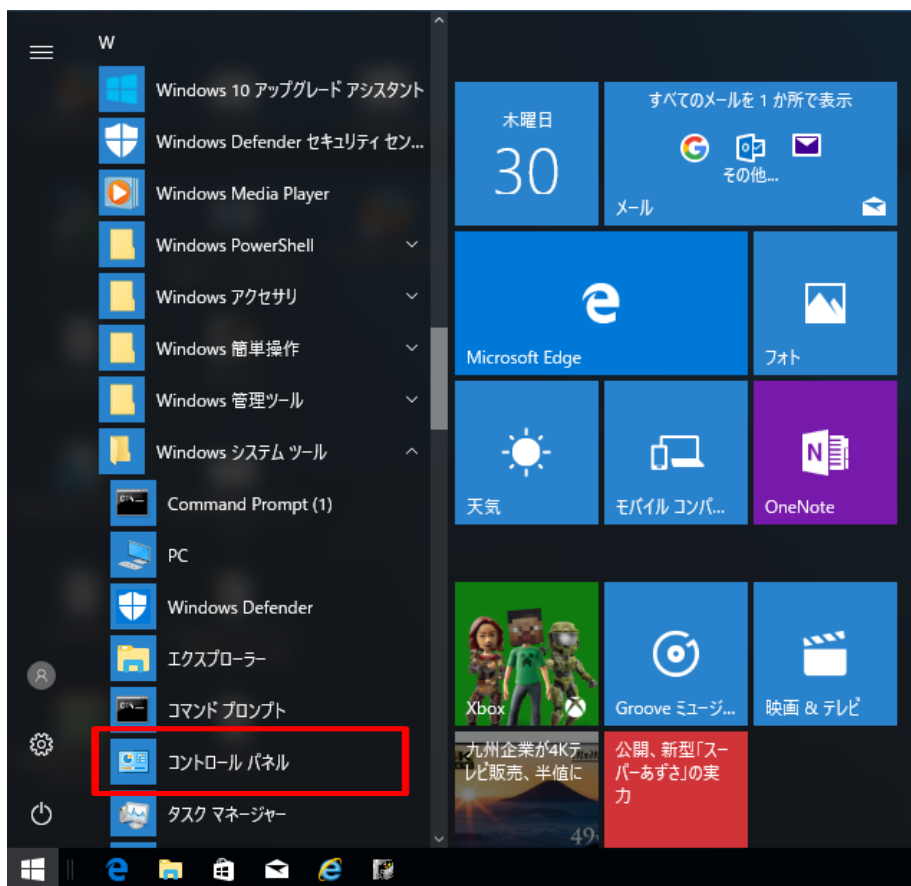 W
Windows 10 アップグレード アシスタント
Windows Defender セキュリティ セン...
Windows Media Player
Windows PowerShell
Windows アクセサリ
Windows 簡単操作
Windows 管理ツール
Windows システム ツール
Command Prompt (1)
PC
Windows Defender
エクスプローラー
コマンド プロンプト
コントロール パネル
タスク マネージャー
木曜日
30
すべてのメールを 1 か所で表示
その他...
メール
Microsoft Edge
フォト
天気
モバイル コンパ...
OneNote
Xbox
Groove ミュージ...
映画 & テレビ
九州企業が4Kテ
レビ販売、半値に
49
公開、新型「スー
パーあずさ」の実
力